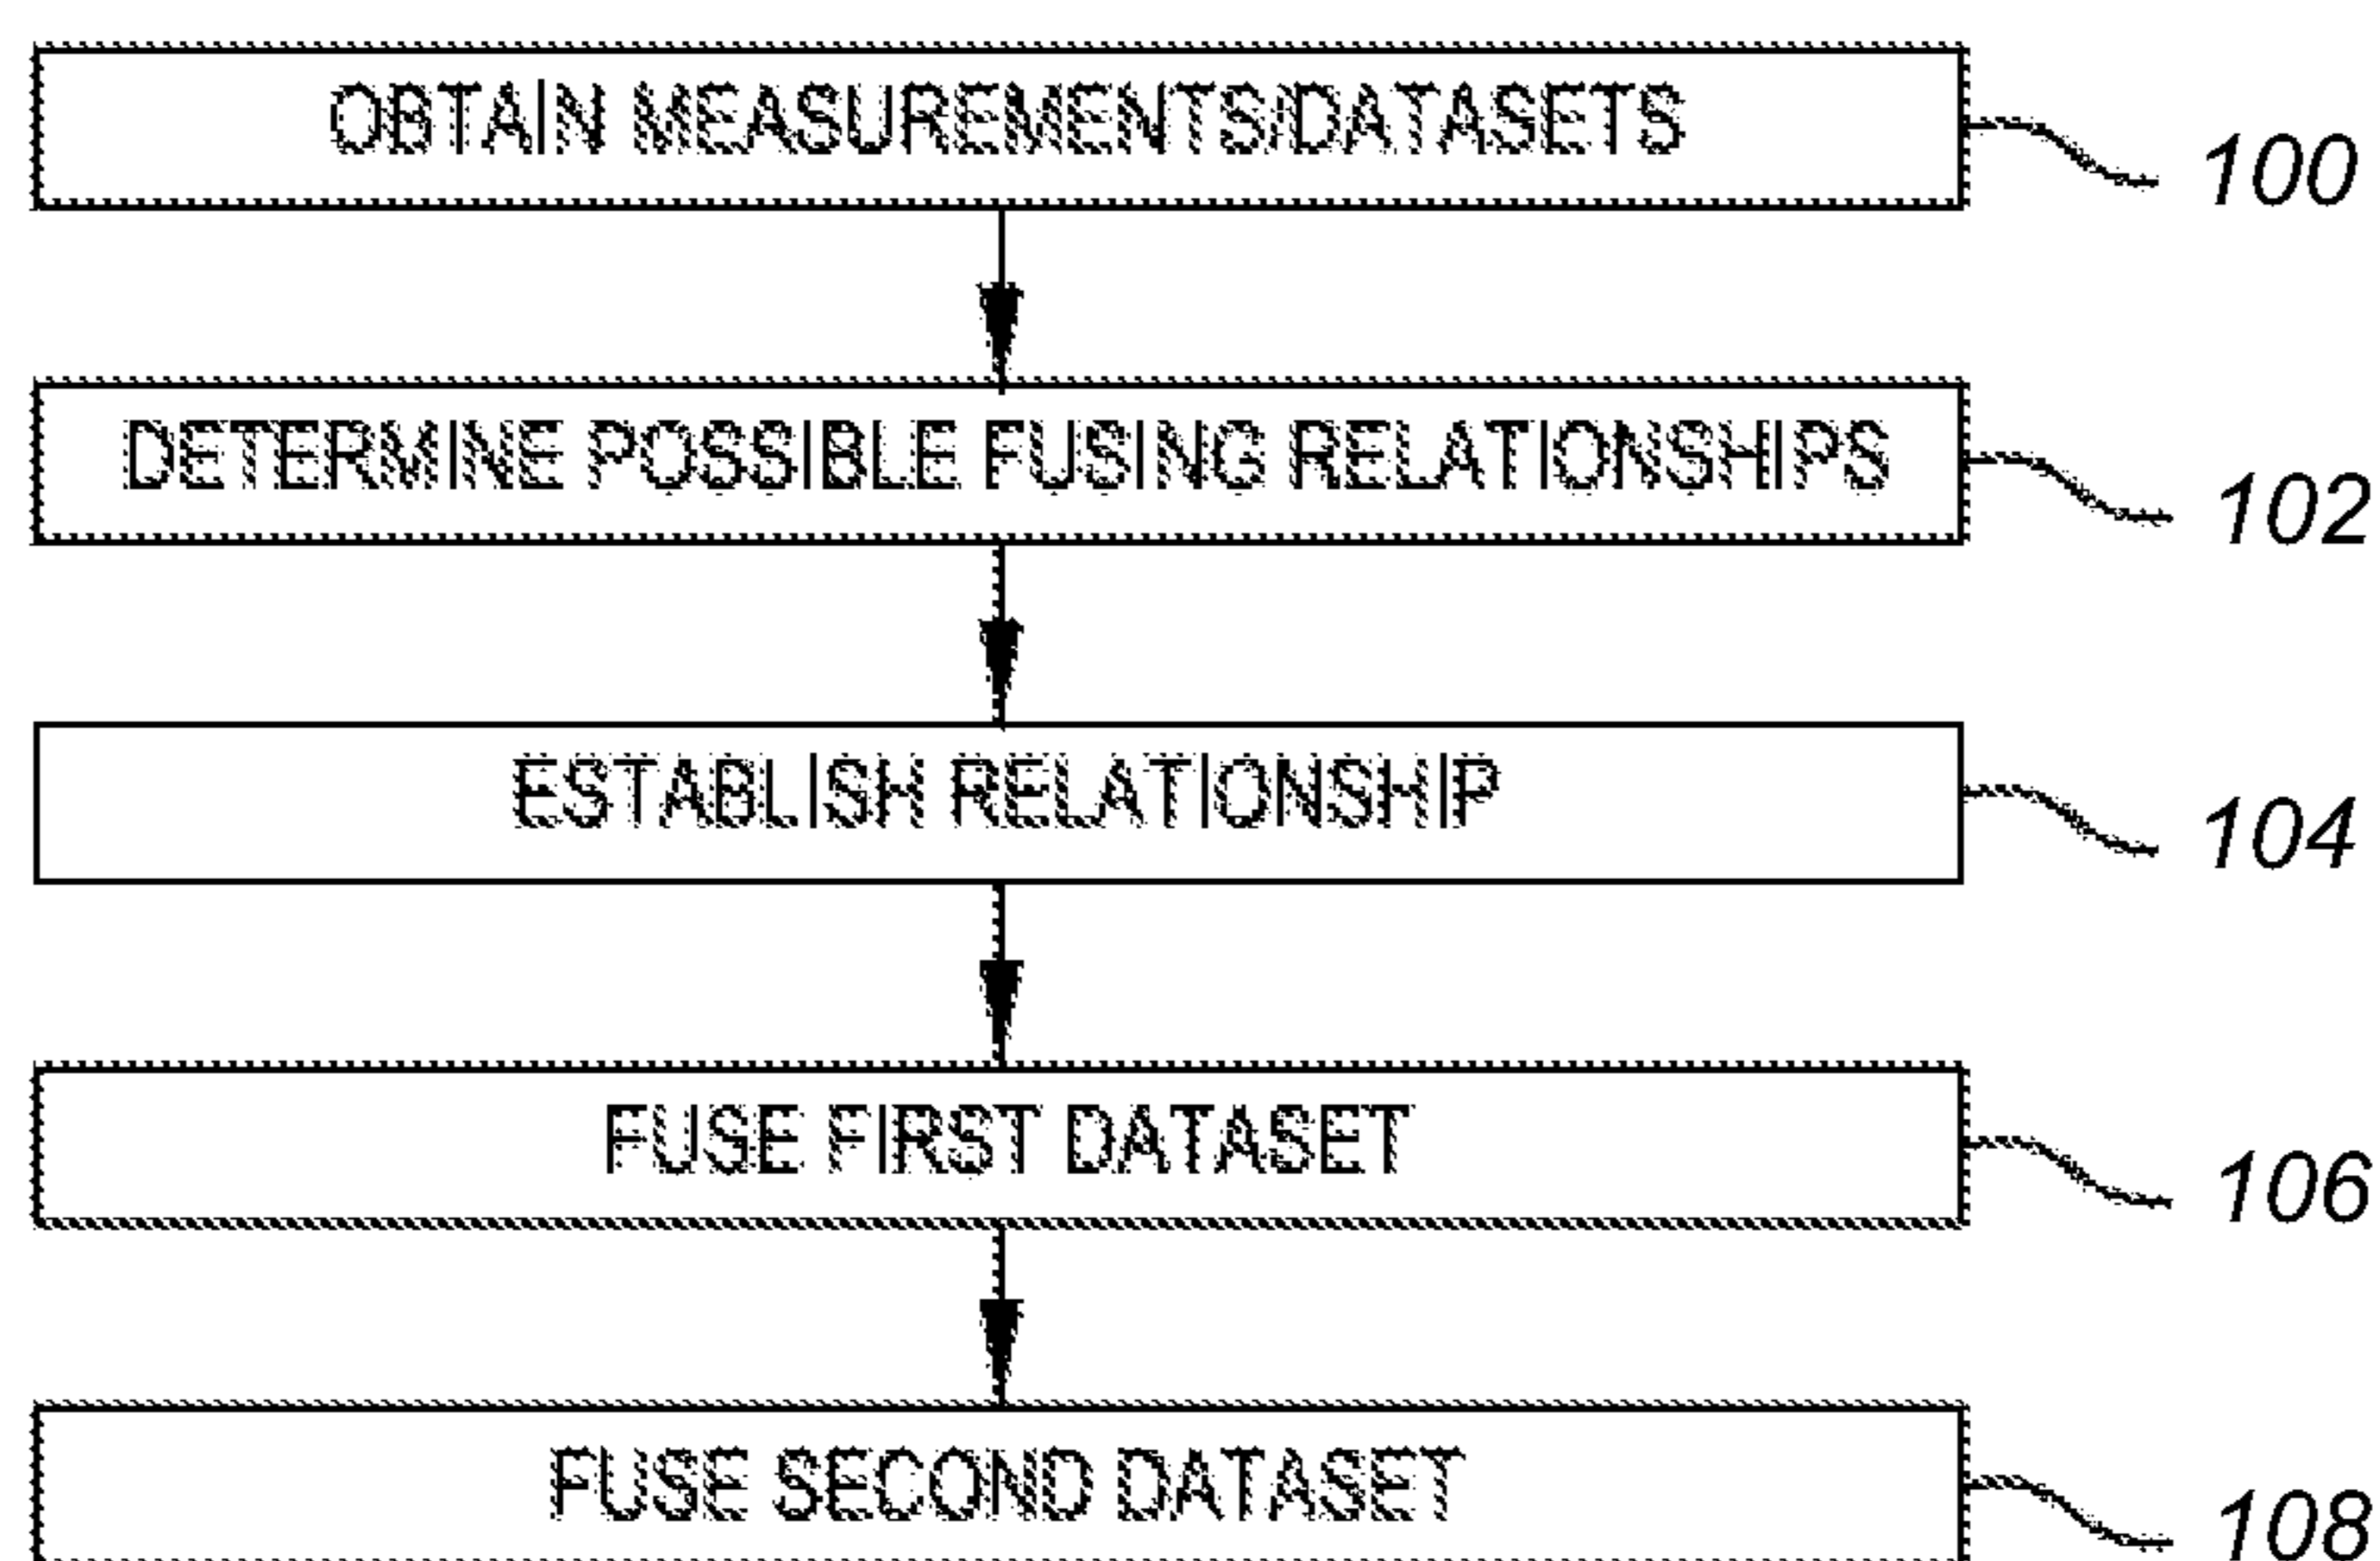 OBTAIN MEASUREMENTS/DATASETS
100
DETERMINE POSSIBLE FUSING RELATIONSHIPS
102
ESTABLISH RELATIONSHIP
104
FUSE FIRST DATASET
106
FUSE SECOND DATASET
108